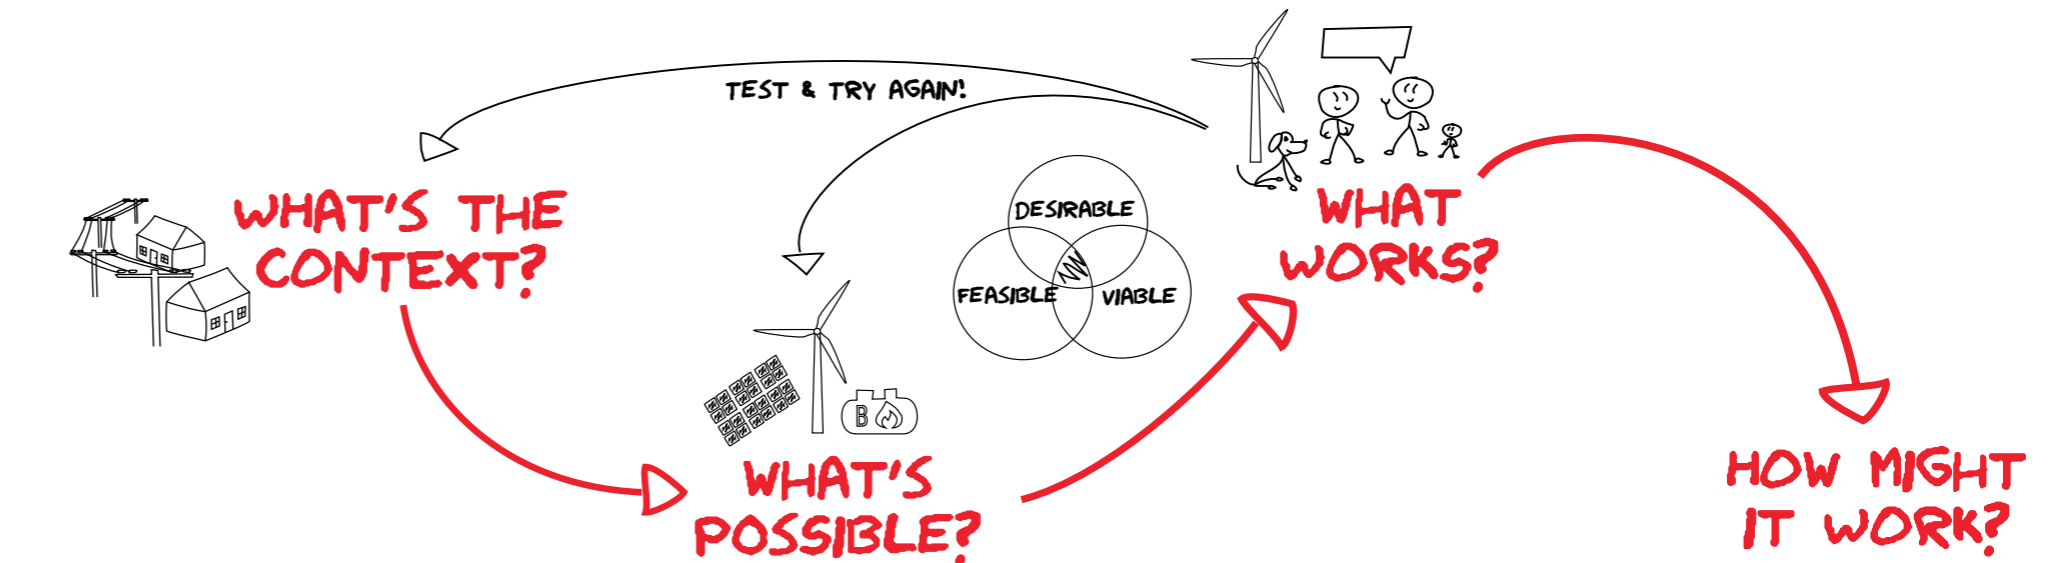 TEST & TRY AGAIN!
WHAT'S THE
CONTEXT?
DESIRABLE
FEASIBLE
VIABLE
WHAT
WORKS?
B
WHAT'S
POSSIBLE?
HOW MIGHT
IT WORK?